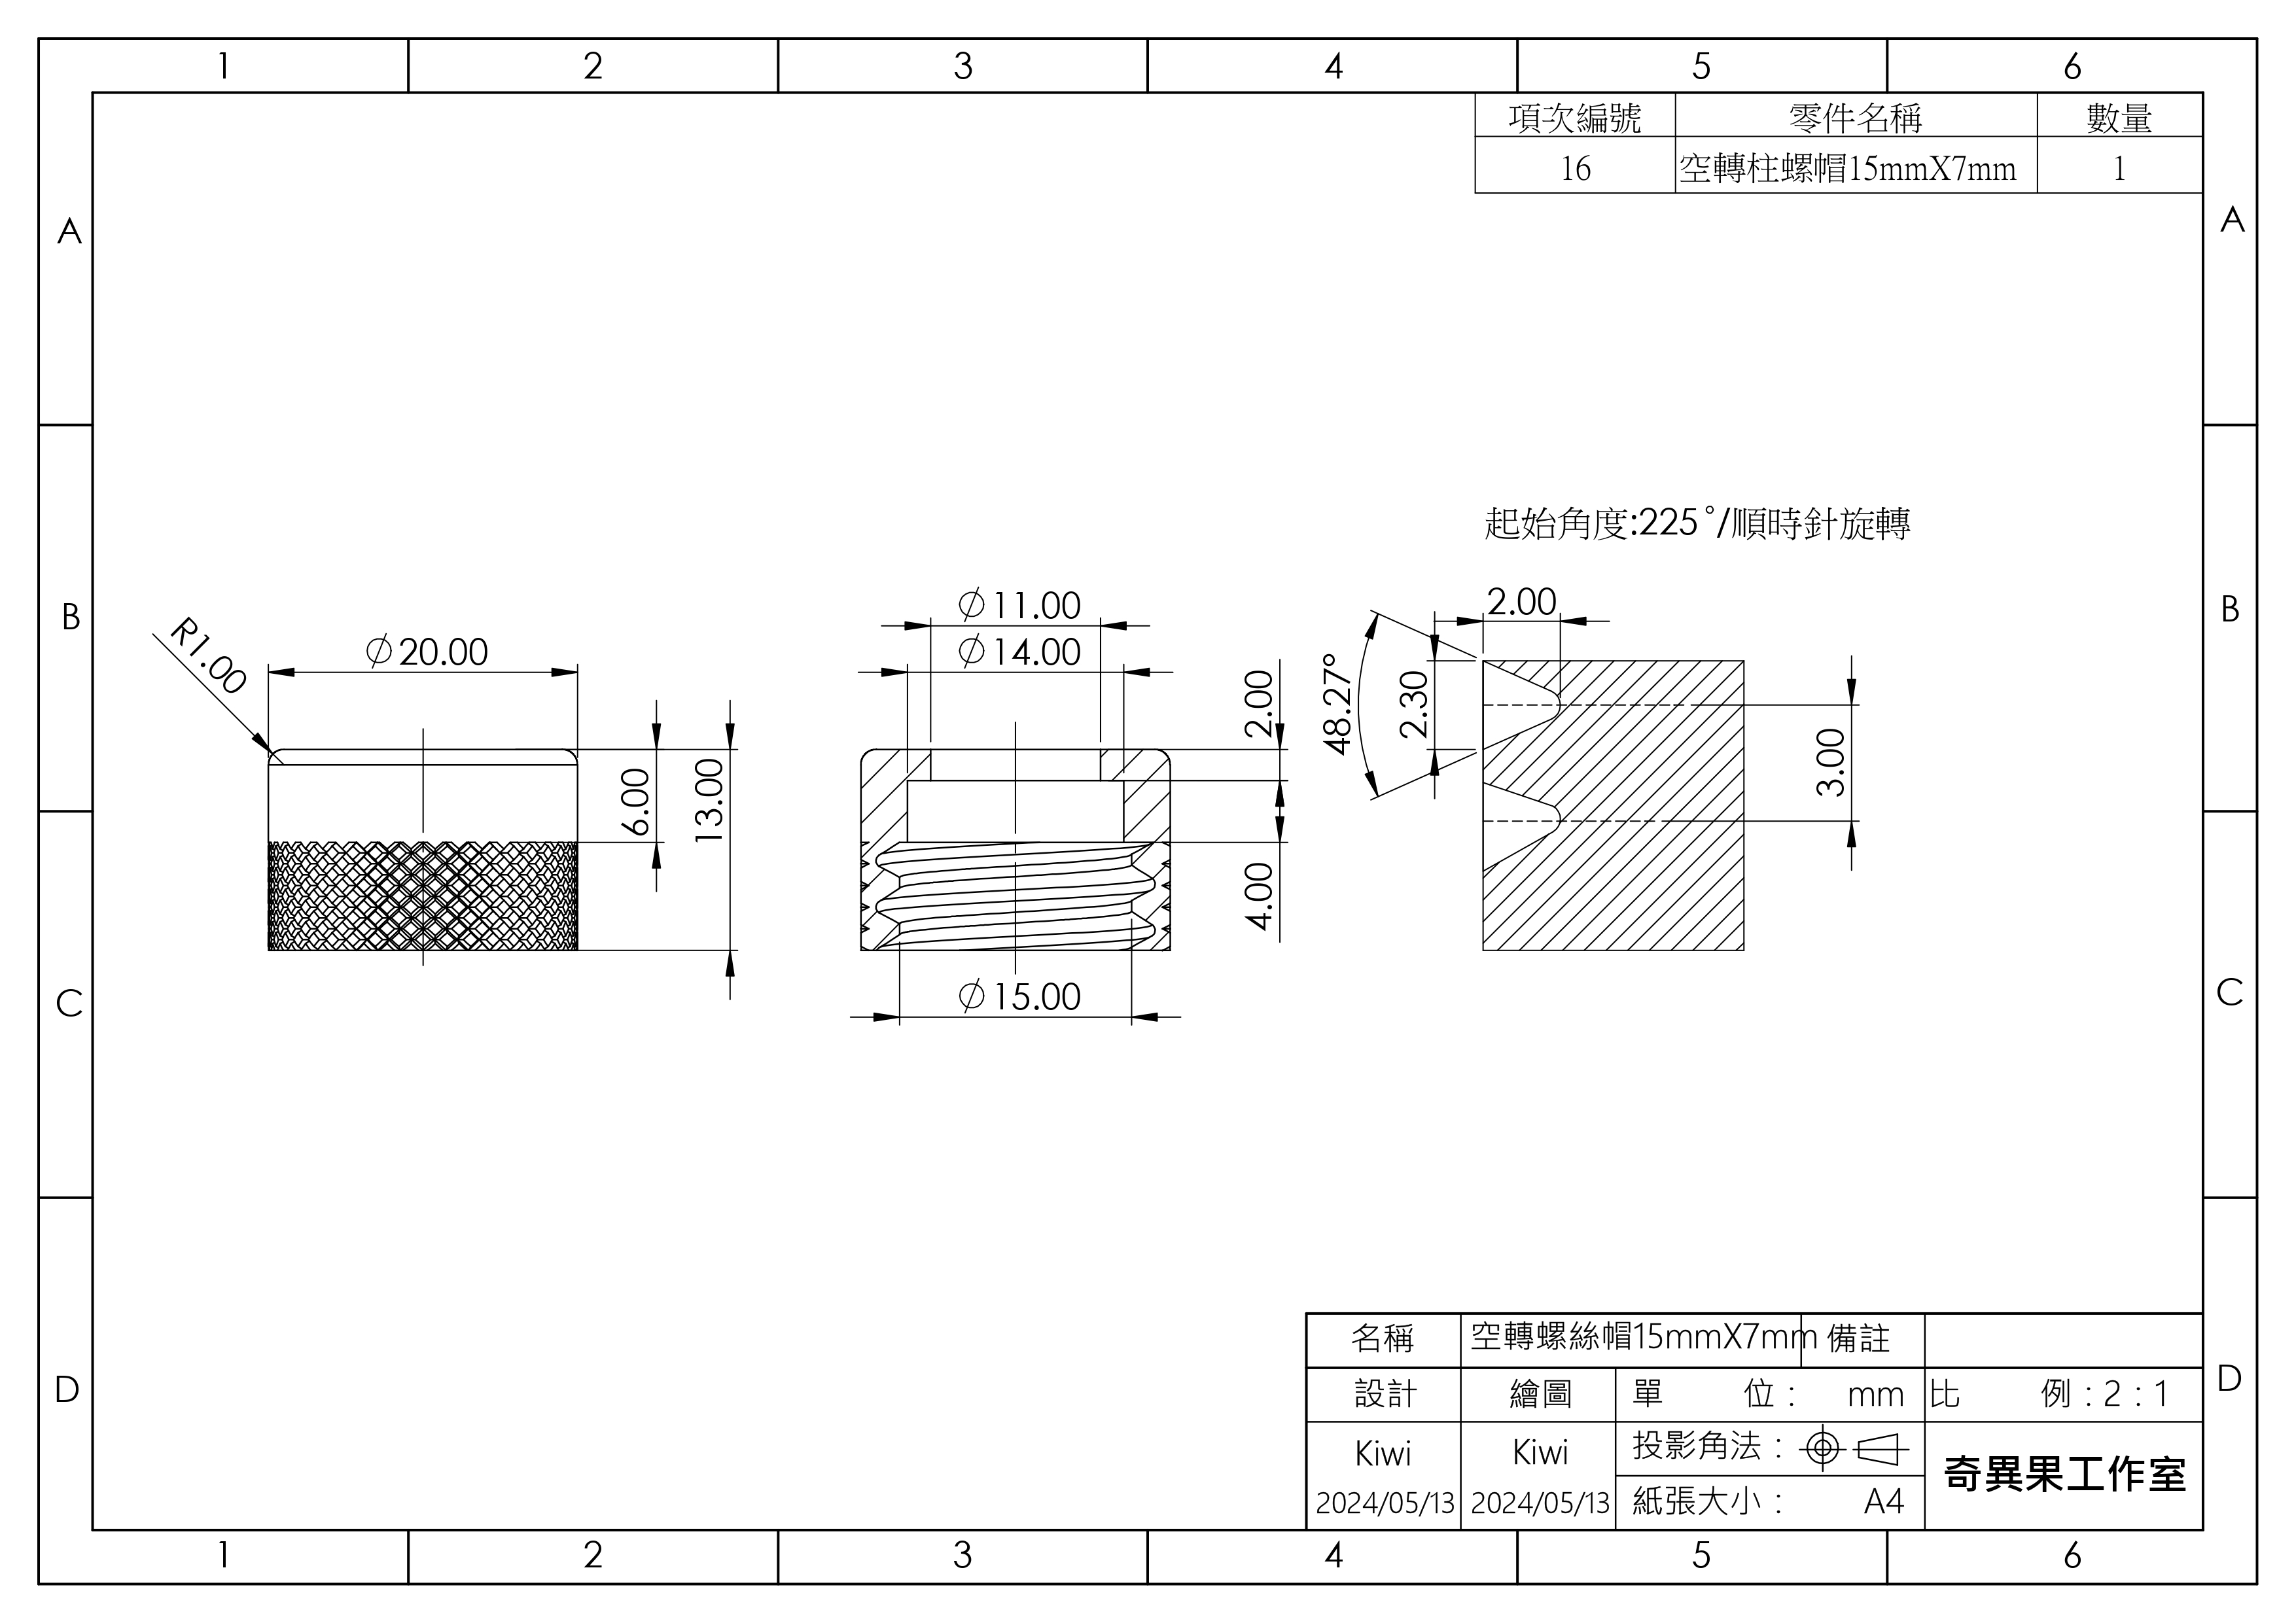 1 2 3 4 5 6
項次編號 零件名稱 數量
16 空轉柱螺帽15mmX7mm 1
A A
起始角度:225°/順時針旋轉
B B
R1.00
⌀20.00
6.00
13.00
⌀11.00
⌀14.00
2.00
4.00
⌀15.00
48.27°
2.30
2.00
3.00
C C
名稱 空轉螺絲帽15mmX7mm 備註
D D
設計 繪圖 單 位: mm 比 例:2:1
Kiwi Kiwi 投影角法:
2024/05/13 2024/05/13 紙張大小: A4
奇異果工作室
1 2 3 4 5 6